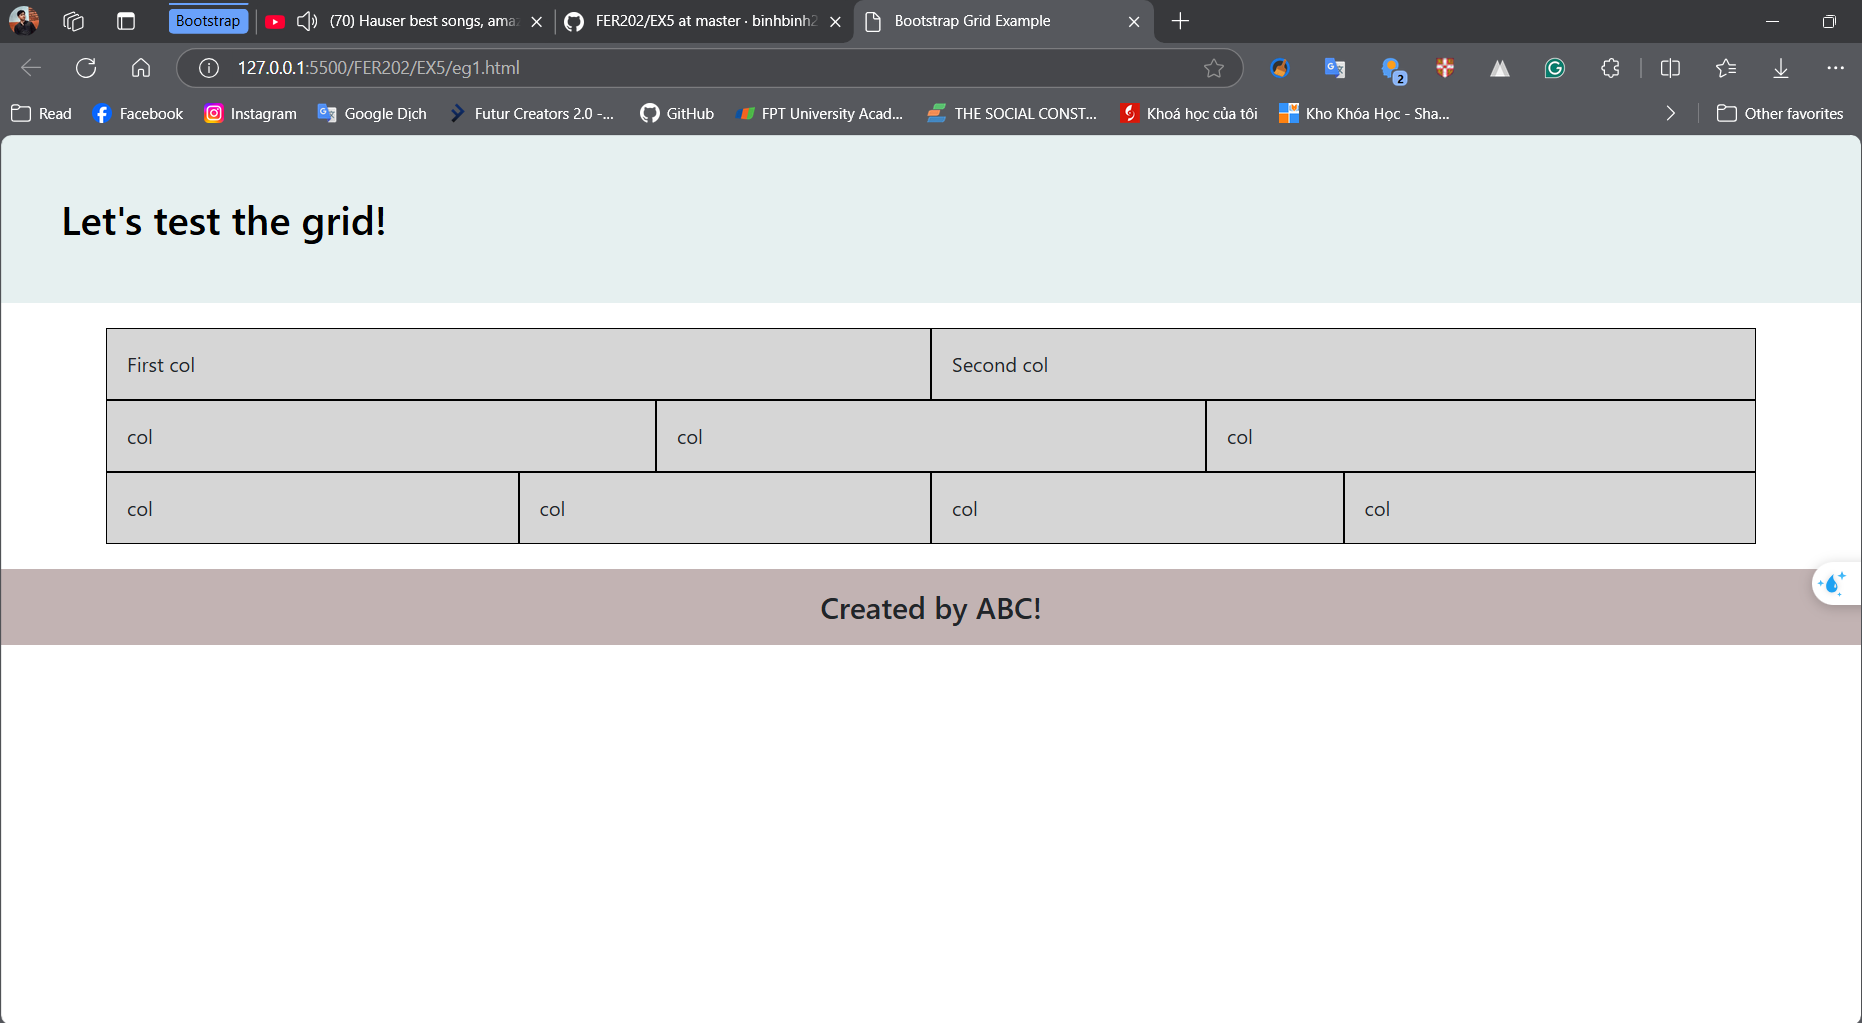 Bootstrap
(70) Hauser best songs, ama
FER202/EX5 at master · binhbinh2
Bootstrap Grid Example
127.0.0.1:5500/FER202/EX5/eg1.html
2
Read
Facebook
Instagram
Google Dịch
Futur Creators 2.0 -...
GitHub
FPT University Acad...
THE SOCIAL CONST...
Khoá học của tôi
Kho Khóa Học - Sha...
Other favorites
Let's test the grid!
First col
Second col
col
col
col
col
col
col
col
Created by ABC!